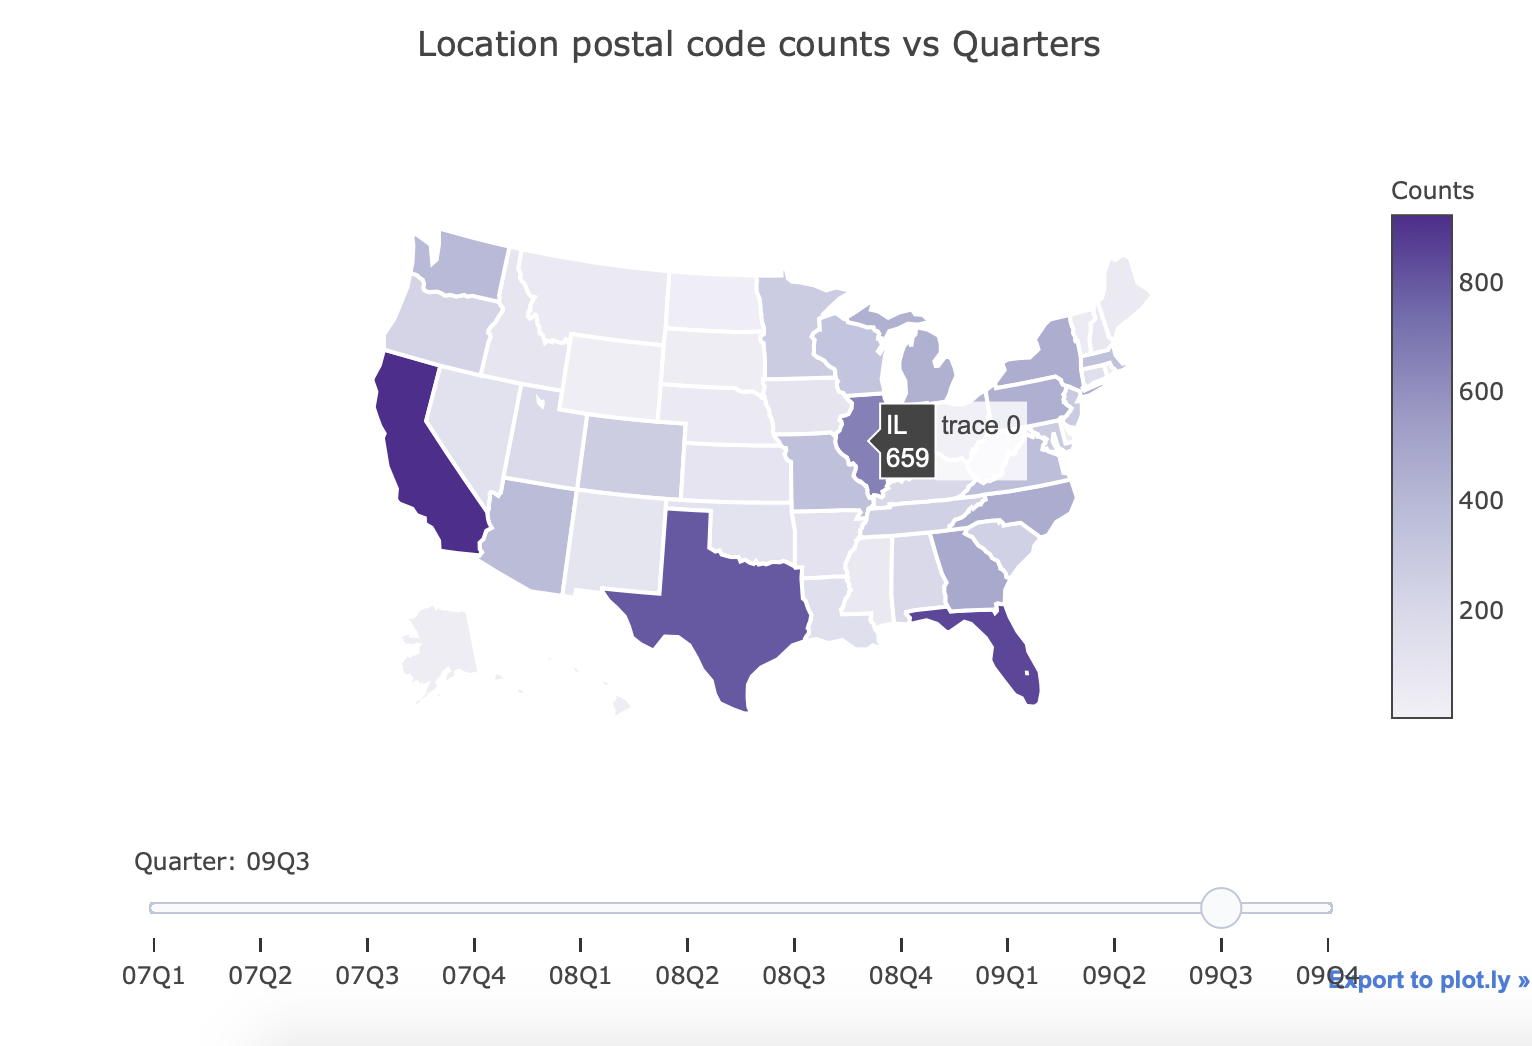 Location postal code counts vs Quarters
Counts
800
600
400
200
IL
659
trace 0
Quarter: 09Q3
07Q1 07Q2 07Q3 07Q4 08Q1 08Q2 08Q3 08Q4 09Q1 09Q2 09Q3 09Q4
Export to plot.ly »